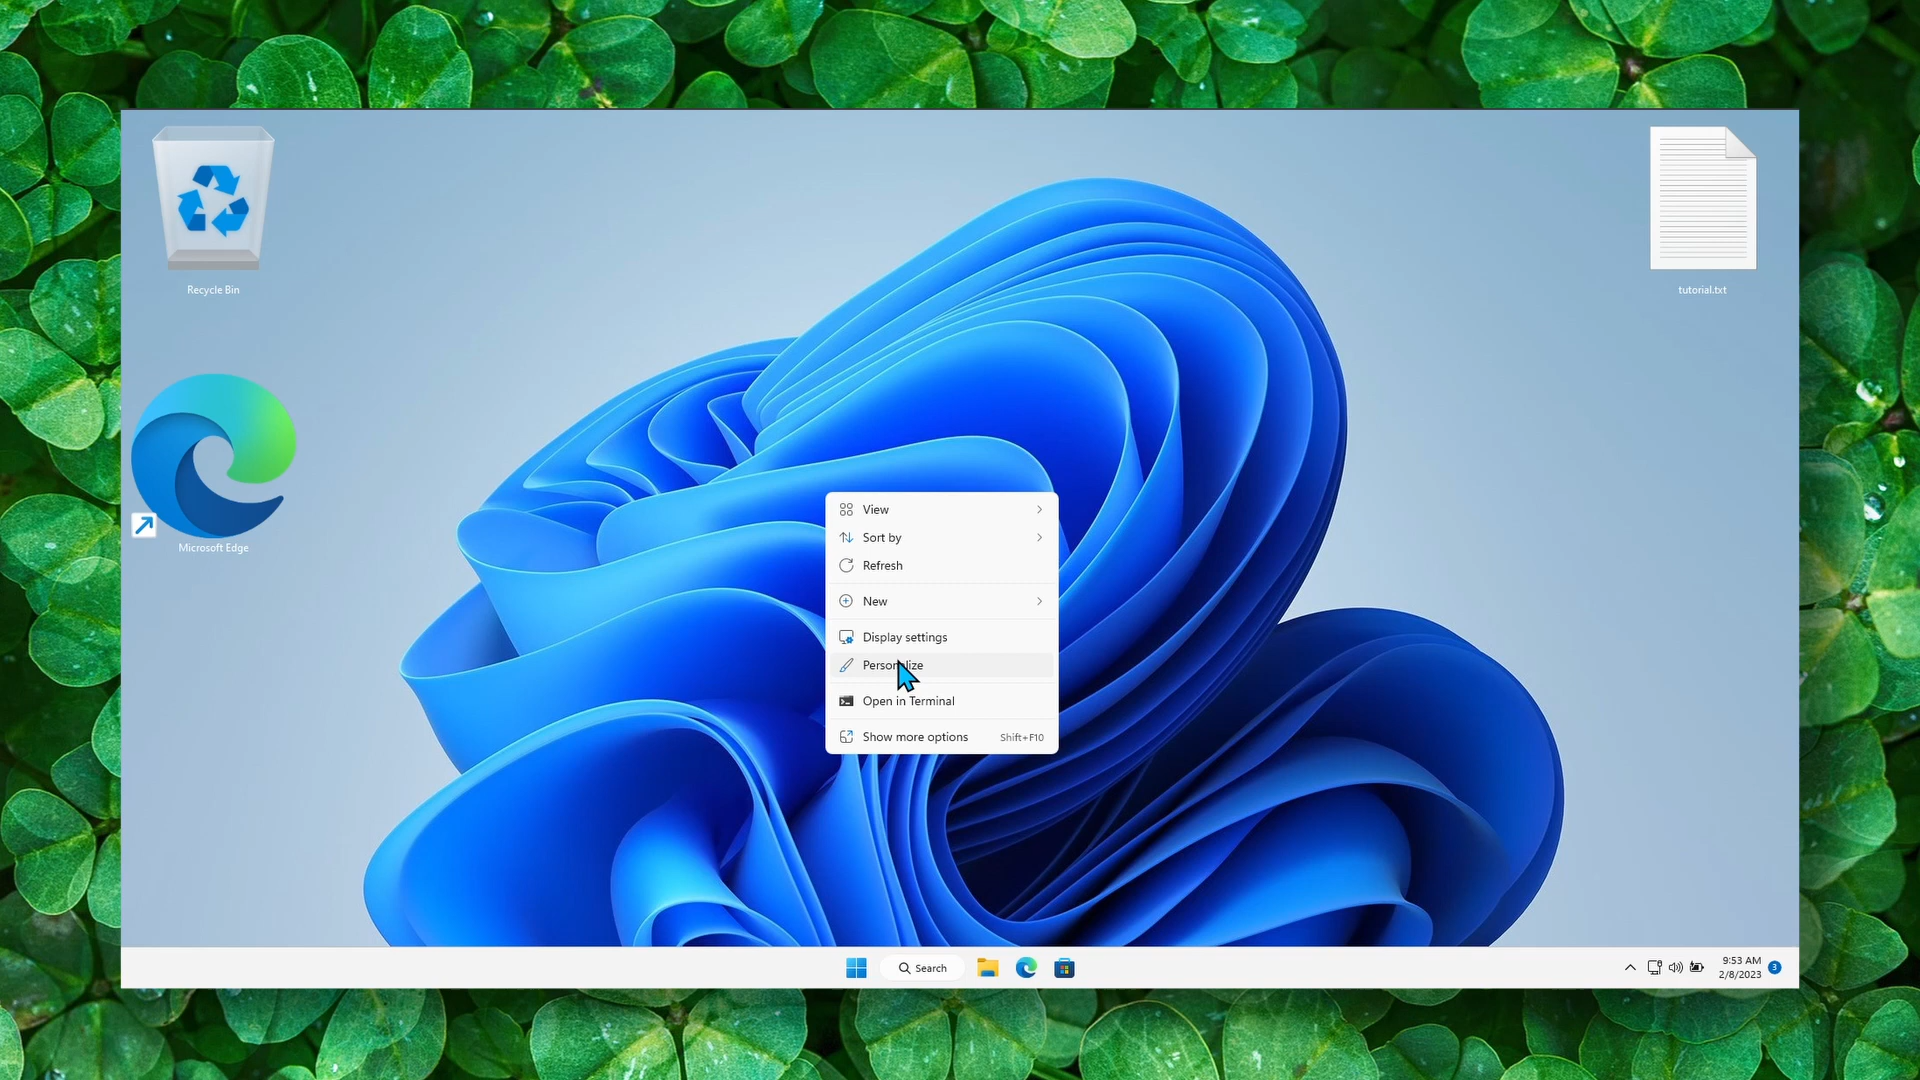 Recycle Bin
tutorial.txt
Microsoft Edge
View
Sort by
Refresh
New
Display settings
Personalize
Open in Terminal
Show more options Shift+F10
Search
9:53 AM
2/8/2023
3